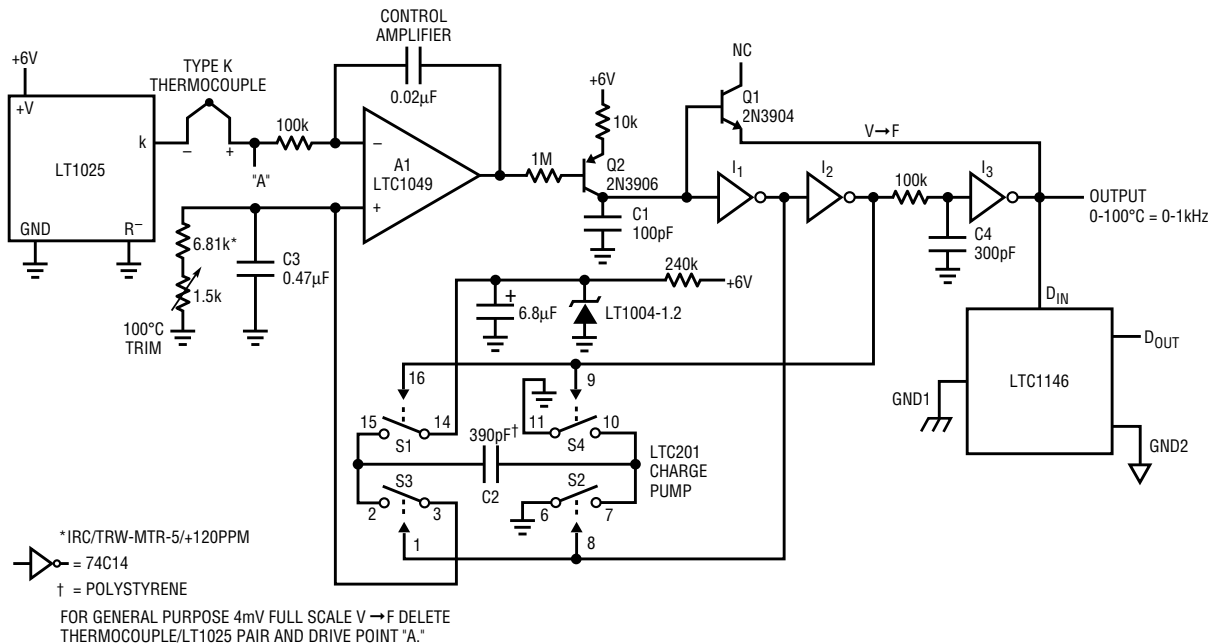 CONTROL
AMPLIFIER
+6V
TYPE K
THERMOCOUPLE
0.02µF
+6V
NC
+V
10k
Q1
2N3904
V→F
k
−
+
100k
−
A1
LTC1049
+
1M
Q2
2N3906
I1
I2
100k
I3
LT1025
"A"
OUTPUT
0-100°C = 0-1kHz
C1
100pF
C4
300pF
GND
R−
6.81k*
C3
0.47µF
1.5k
240k
+6V
+
6.8µF
LT1004-1.2
100°C
TRIM
DIN
DOUT
LTC1146
GND1
GND2
16
9
15
14
S1
11
10
S4
390pF†
C2
LTC201
CHARGE
PUMP
S3
S2
2
3
6
7
1
8
*IRC/TRW-MTR-5/+120PPM
= 74C14
† = POLYSTYRENE
FOR GENERAL PURPOSE 4mV FULL SCALE V→F DELETE
THERMOCOUPLE/LT1025 PAIR AND DRIVE POINT "A."